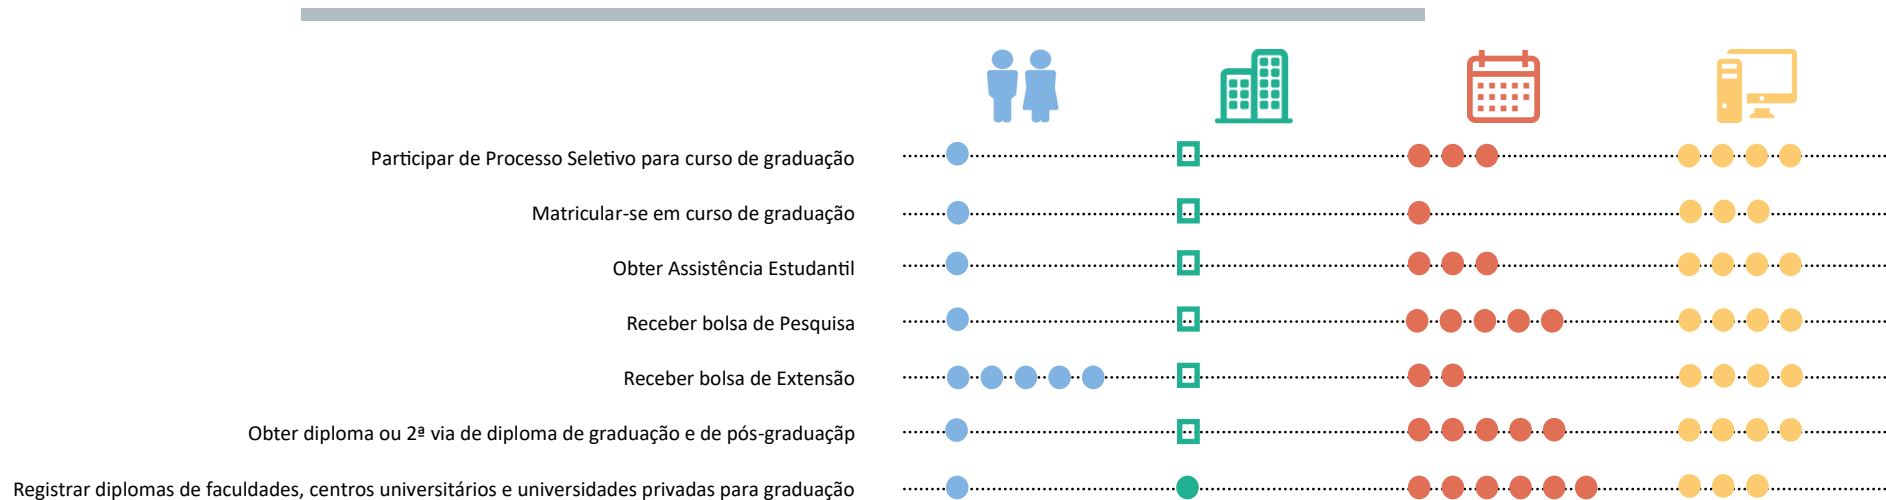 Participar de Processo Seletivo para curso de graduação
Matricular-se em curso de graduação
Obter Assistência Estudantil
Receber bolsa de Pesquisa
Receber bolsa de Extensão
Obter diploma ou 2ª via de diploma de graduação e de pós-graduaçãp
Registrar diplomas de faculdades, centros universitários e universidades privadas para graduação